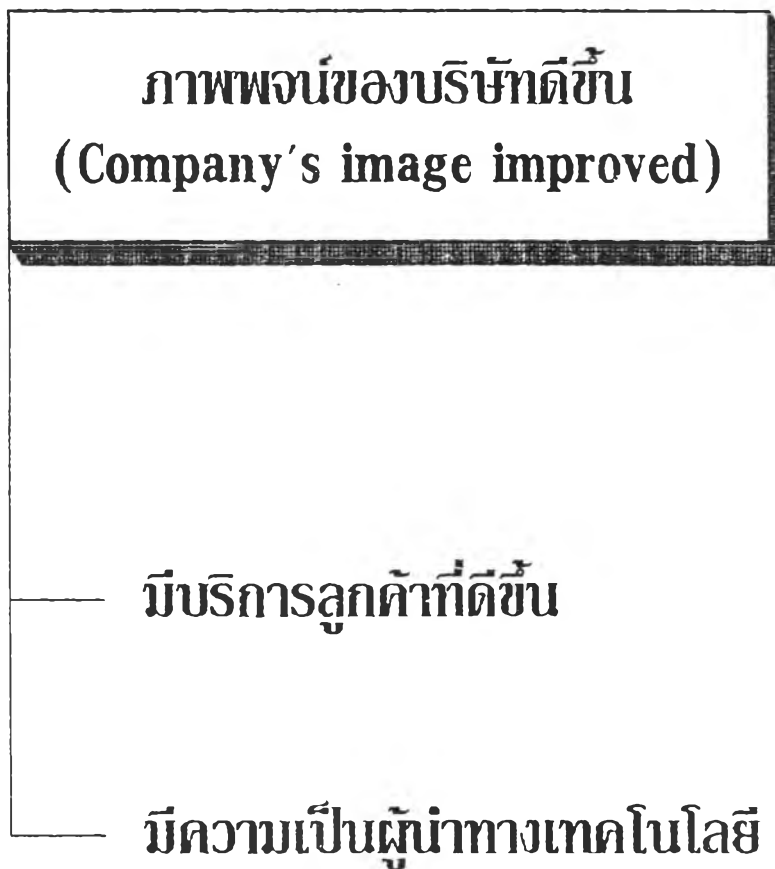 ภาพพจน์ของบริษัทดีขึ้น
(Company's image improved)
มีบริการลูกค้าที่ดีขึ้น
มีความเป็นผู้นำทางเทคโนโลยี